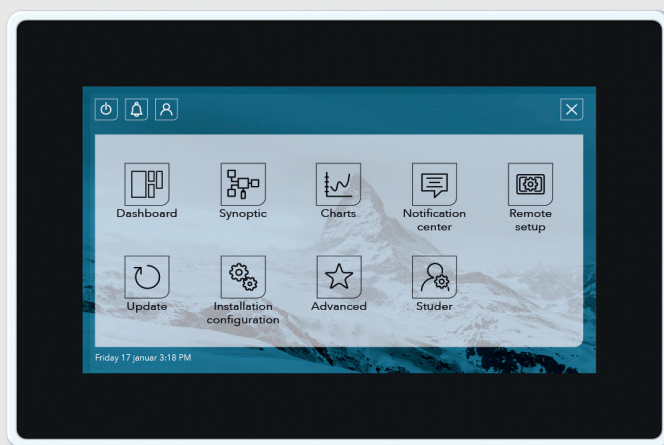 Dashboard
Synoptic
Charts
Notification
center
Remote
setup
Update
Installation
configuration
Advanced
Studer
Friday 17 januar 3:18 PM